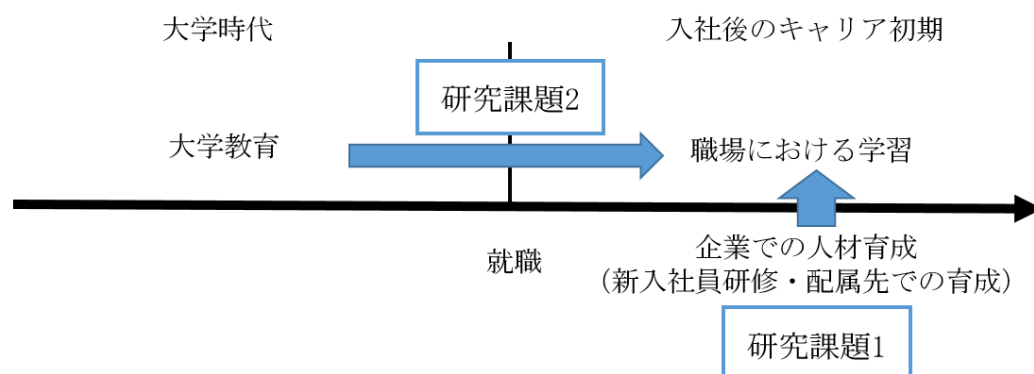 大学時代
入社後のキャリア初期
研究課題2
大学教育
職場における学習
就職
企業での人材育成
（新入社員研修・配属先での育成）
研究課題1